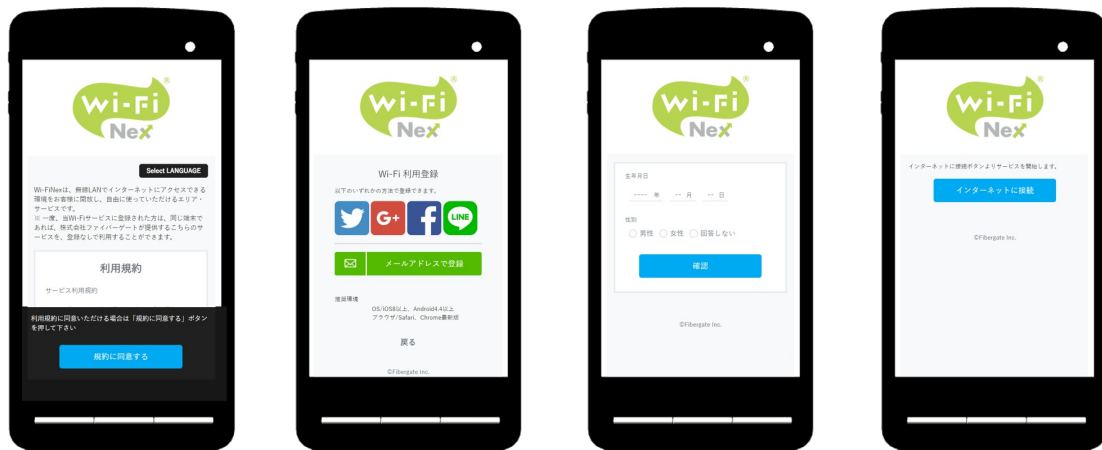 Wi-Fi
Nex
®
Select LANGUAGE
Wi-FiNexは、無線LANでインターネットにアクセスできる
環境をお客様に開放し、自由に使っていただけるエリア・
サービスです。
※ 一度、当Wi-Fiサービスに登録された方は、同じ端末で
あれば、株式会社ファイバーゲートが提供するこちらのサ
ービスを、登録なしで利用することができます。
利用規約
サービス利用規約
利用規約に同意いただける場合は「規約に同意する」ボタン
を押して下さい
規約に同意する
Wi-Fi
Nex
®
Wi-Fi 利用登録
以下のいずれかの方法で登録できます。
G+
f
LINE
メールアドレスで登録
推奨環境
OS/iOS8以上、Android4.4以上
ブラウザ/Safari、Chrome最新版
戻る
©Fibergate Inc.
Wi-Fi
Nex
®
生年月日
---- 年 -- 月 -- 日
性別
男性 女性 回答しない
確認
©Fibergate Inc.
Wi-Fi
Nex
®
インターネットに接続ボタンよりサービスを開始します。
インターネットに接続
©Fibergate Inc.